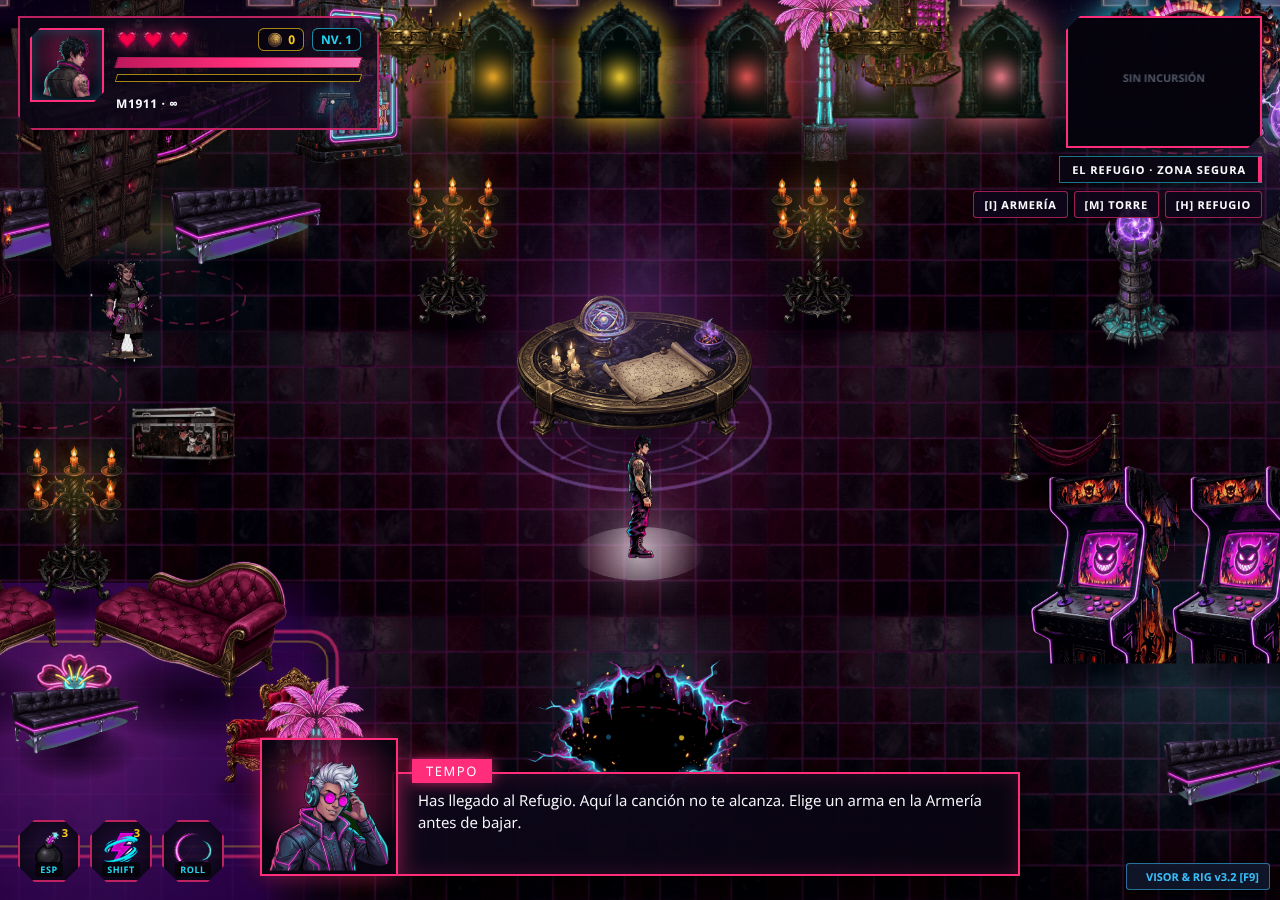 0
NV. 1
M1911 · ∞
SIN INCURSIÓN
EL REFUGIO · ZONA SEGURA
[I] ARMERÍA
[M] TORRE
[H] REFUGIO
TEMPO
Has llegado al Refugio. Aquí la canción no te alcanza. Elige un arma en la Armería
antes de bajar.
3
ESP
3
SHIFT
ROLL
VISOR & RIG v3.2 [F9]